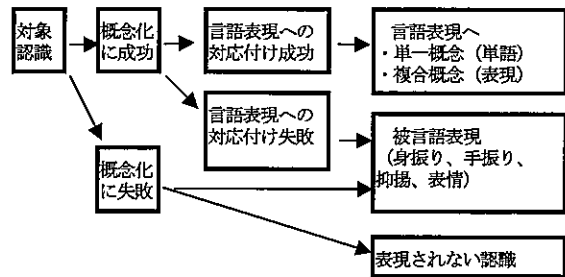 対象
認識
概念化
に成功
言語表現への
対応付け成功
言語表現へ
・単一概念（単語）
・複合概念（表現）
言語表現への
対応付け失敗
概念化
に失敗
被言語表現
（身振り、手振り、
抑揚、表情）
表現されない認識